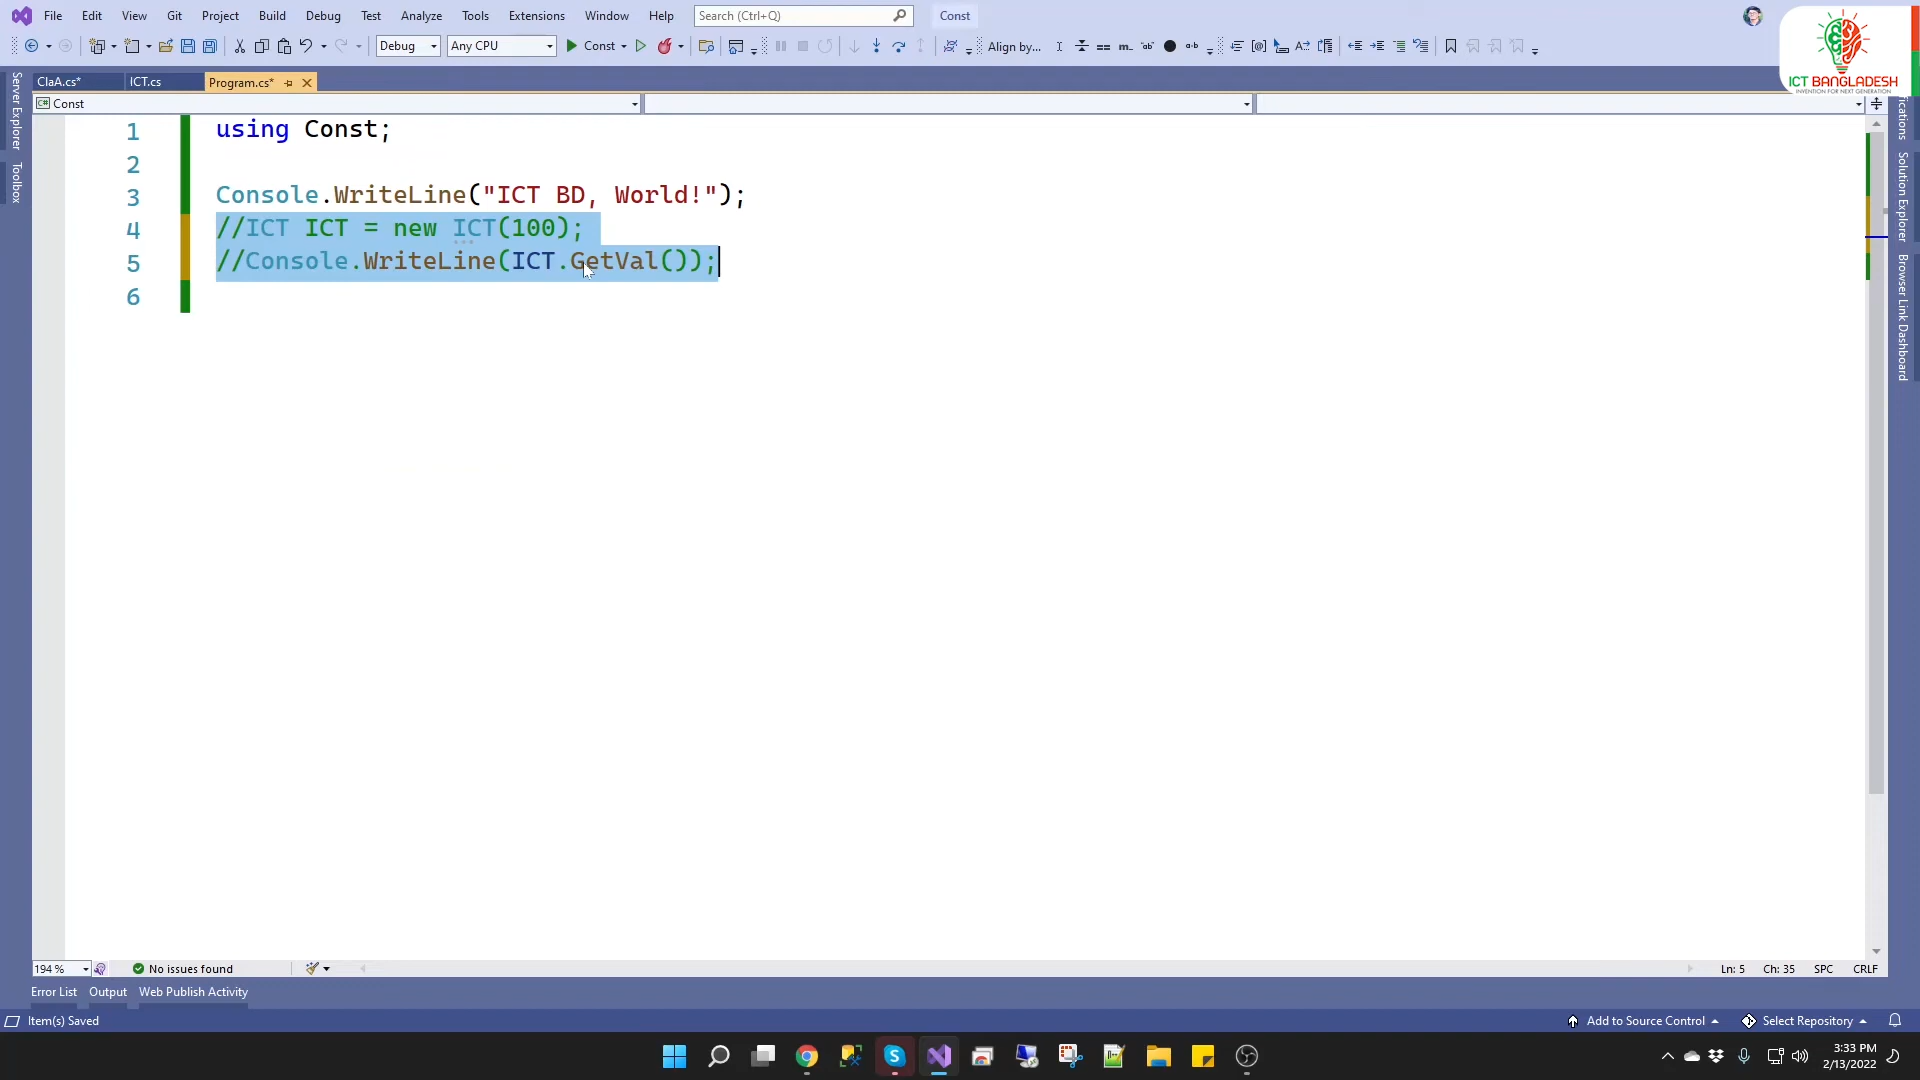 File Edit View Git Project Build Debug Test Analyze Tools Extensions Window Help Search (Ctrl+Q) Const
Debug Any CPU Const Align by...
ICT BANGLADESH
INVENTION FOR NEXT GENERATION
ClaA.cs* ICT.cs Program.cs*
C# Const
Server Explorer
Toolbox
1 using Const;
2
3 Console.WriteLine("ICT BD, World!");
4 //ICT ICT = new ICT(100);
5 //Console.WriteLine(ICT.GetVal());
6
Solution Explorer
Browser Link Dashboard
194 % No issues found Ln: 5 Ch: 35 SPC CRLF
Error List Output Web Publish Activity
Item(s) Saved Add to Source Control Select Repository
3:33 PM
2/13/2022